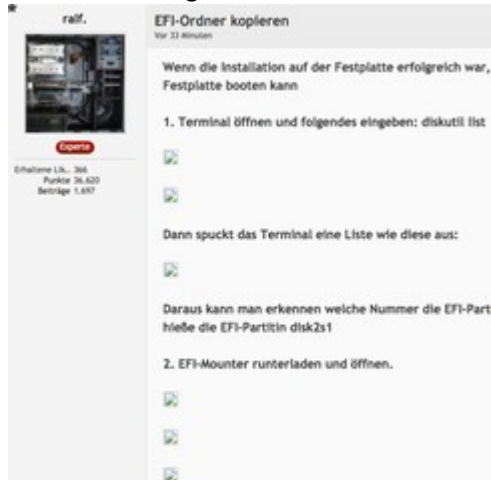 ralf.
Experte
Erhaltene Lik.. 366
Punkte 36.620
Beiträge 1.697
EFI-Ordner kopieren
Vor 33 Minuten
Wenn die Installation auf der Festplatte erfolgreich war,
Festplatte booten kann
1. Terminal öffnen und folgendes eingeben: diskutil list
Dann spuckt das Terminal eine Liste wie diese aus:
Daraus kann man erkennen welche Nummer die EFI-Part
hieße die EFI-Partitin disk2s1
2. EFI-Mounter runterladen und öffnen.